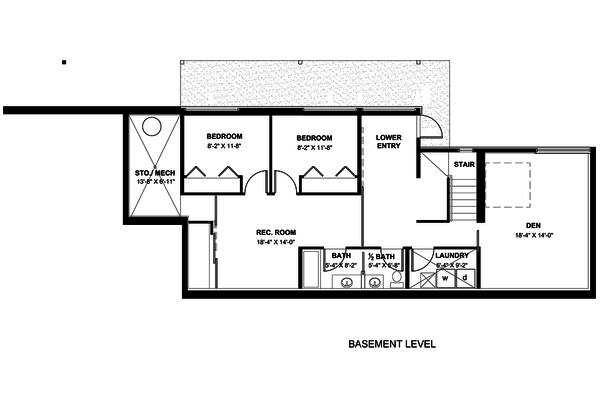 BEDROOM
8'-2" X 11'-8"
BEDROOM
8'-2" X 11'-8"
LOWER
ENTRY
STO./ MECH
13'-8" X 6'-11"
STAIR
REC. ROOM
18'-4" X 14'-0"
DEN
18'-4" X 14'-0"
BATH
5'-4" X 8'-2"
½ BATH
5'-4" X 5'-8"
LAUNDRY
5'-4" X 9'-2"
w
d
BASEMENT LEVEL